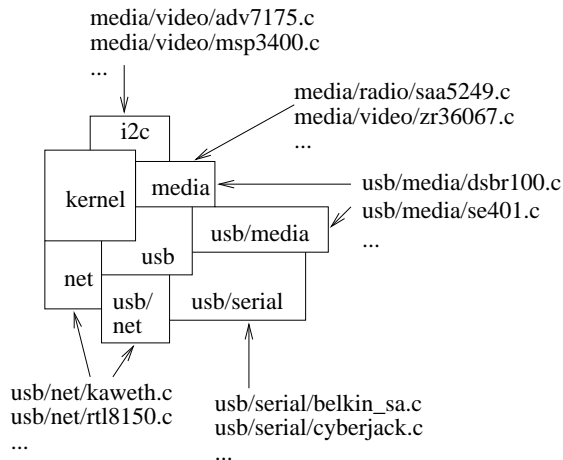 media/video/adv7175.c
media/video/msp3400.c
...
media/radio/saa5249.c
media/video/zr36067.c
...
i2c
kernel
media
usb/media/dsbr100.c
usb/media/se401.c
...
usb/media
usb
net
usb/
net
usb/serial
usb/net/kaweth.c
usb/net/rtl8150.c
...
usb/serial/belkin_sa.c
usb/serial/cyberjack.c
...